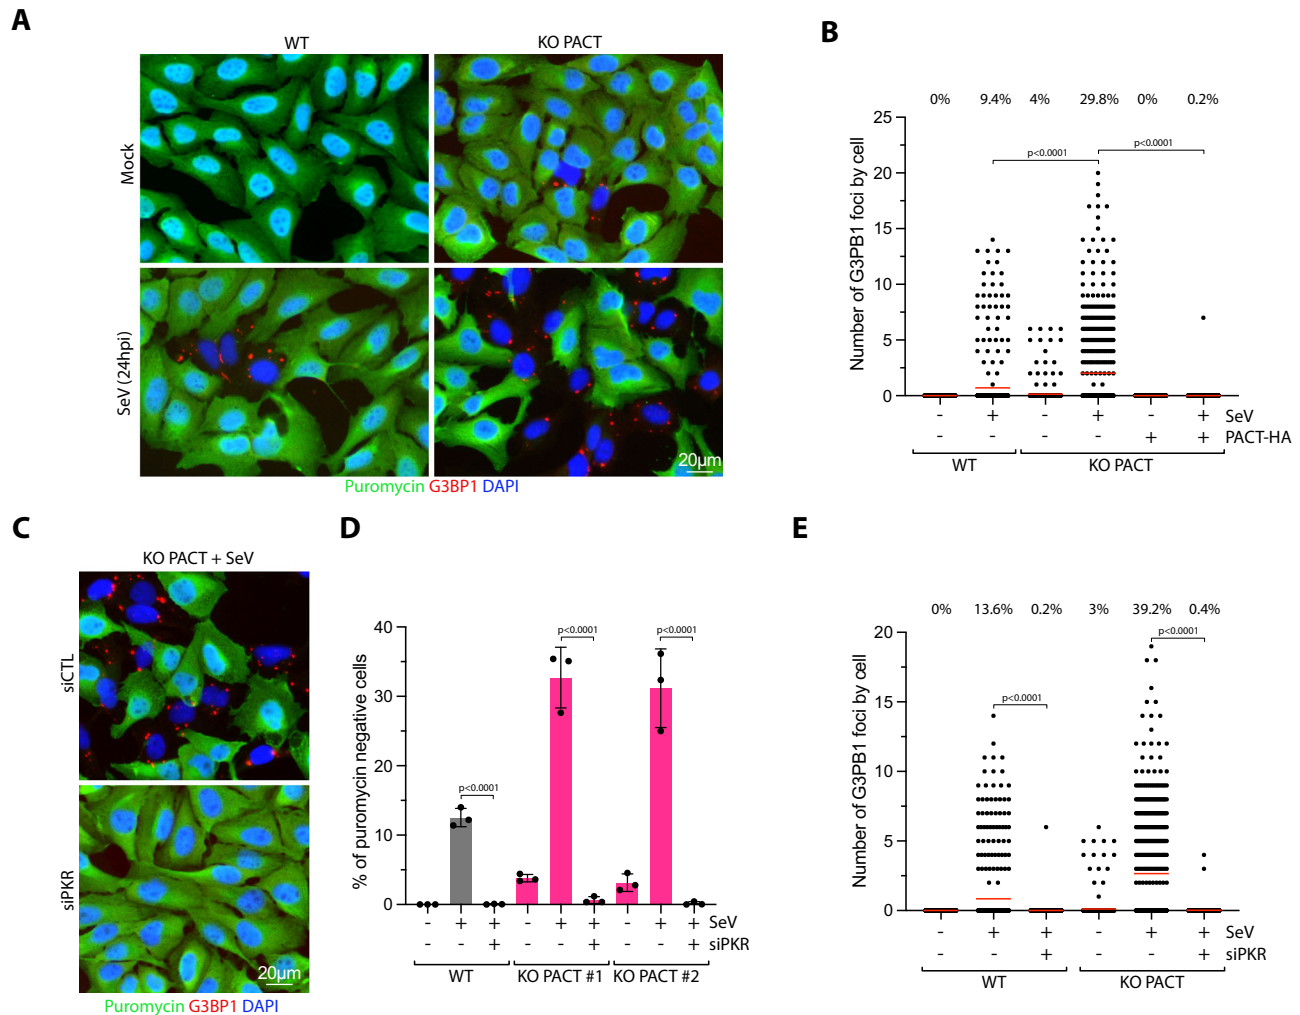 A
WT
KO PACT
Mock
SeV (24hpi)
20µm
Puromycin G3BP1 DAPI
B
0% 9.4% 4% 29.8% 0% 0.2%
Number of G3PB1 foci by cell
25
20
15
10
5
0
p<0.0001
p<0.0001
- + - + - + SeV
- - - - + + PACT-HA
WT
KO PACT
C
KO PACT + SeV
siCTL
siPKR
20µm
Puromycin G3BP1 DAPI
D
% of puromycin negative cells
40
30
20
10
0
p<0.0001
p<0.0001
p<0.0001
- + + - + + - + + SeV
- - + - - + - - + siPKR
WT
KO PACT #1
KO PACT #2
E
0% 13.6% 0.2% 3% 39.2% 0.4%
Number of G3PB1 foci by cell
20
15
10
5
0
p<0.0001
p<0.0001
- + + - + + SeV
- - + - - + siPKR
WT
KO PACT